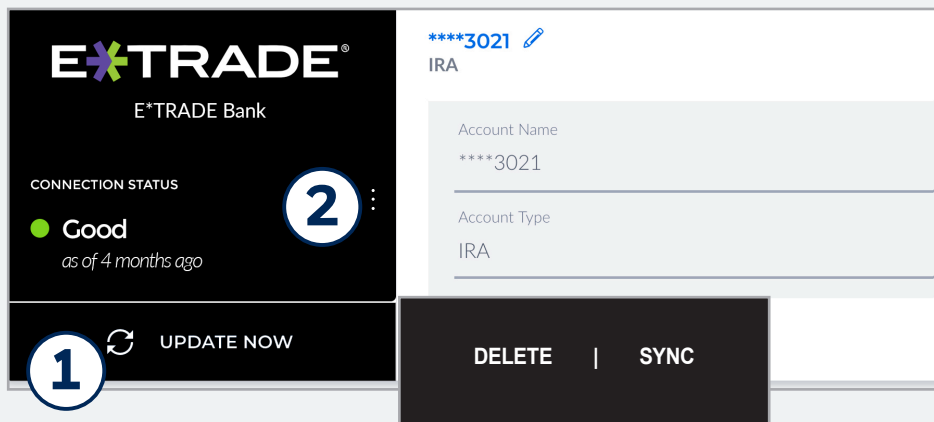 E*TRADE®
E*TRADE Bank
CONNECTION STATUS
Good
as of 4 months ago
2
UPDATE NOW
1
****3021
IRA
Account Name
****3021
Account Type
IRA
DELETE | SYNC